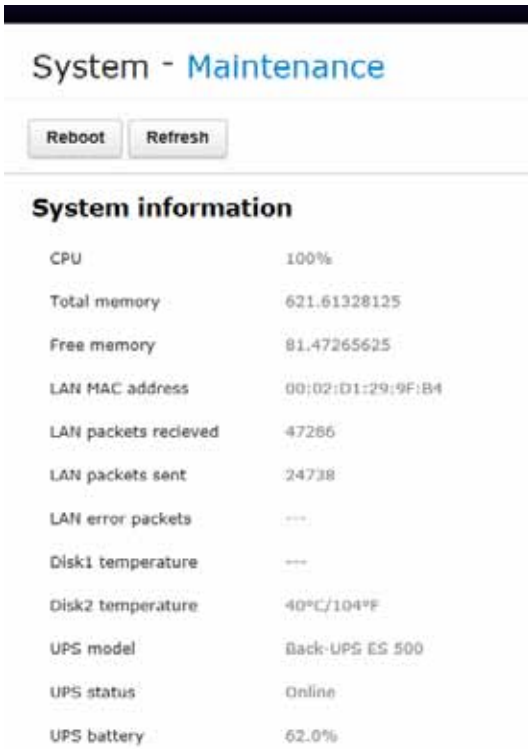 System - Maintenance
Reboot Refresh
System information
CPU 100%
Total memory 621.61328125
Free memory 81.47265625
LAN MAC address 00:02:D1:29:9F:B4
LAN packets recieved 47286
LAN packets sent 24738
LAN error packets ---
Disk1 temperature ---
Disk2 temperature 40°C/104°F
UPS model Back-UPS ES 500
UPS status Online
UPS battery 62.0%